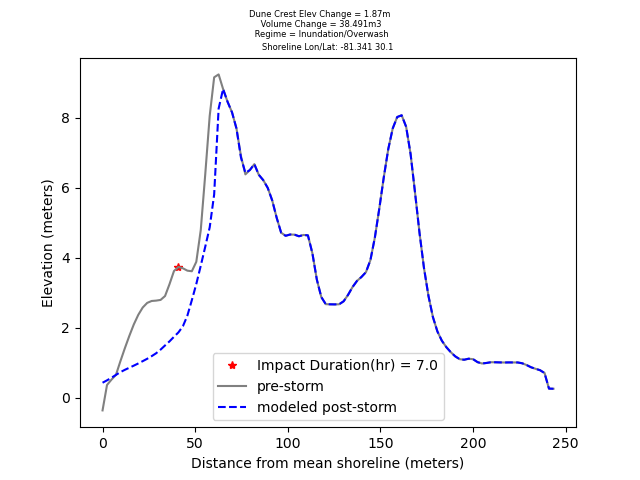 Dune Crest Elev Change = 1.87m
Volume Change = 38.491m3
Regime = Inundation/Overwash
Shoreline Lon/Lat: -81.341 30.1
Elevation (meters)
8
6
4
2
0
Impact Duration(hr) = 7.0
pre-storm
modeled post-storm
0 50 100 150 200 250
Distance from mean shoreline (meters)